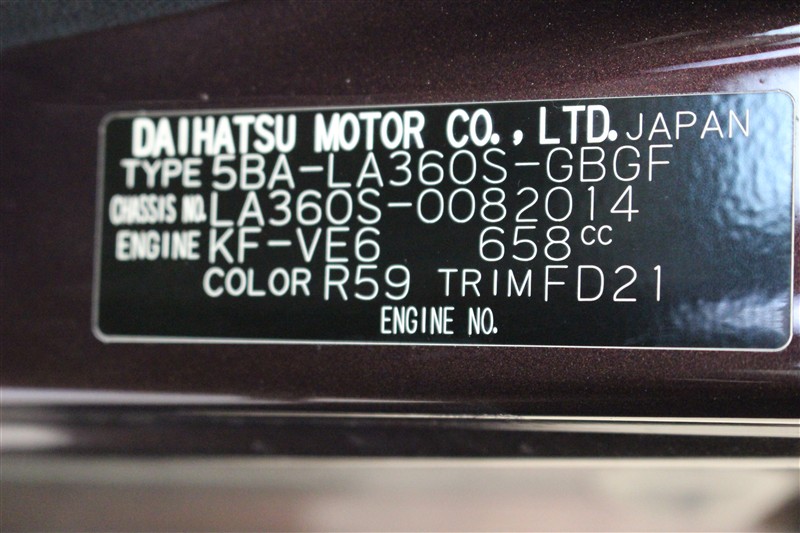 DAIHATSU MOTOR CO., LTD. JAPAN
TYPE 5BA-LA360S-GBGF
CHASSIS NO. LA360S-0082014
ENGINE KF-VE6 658cc
COLOR R59 TRIM FD21
ENGINE NO.